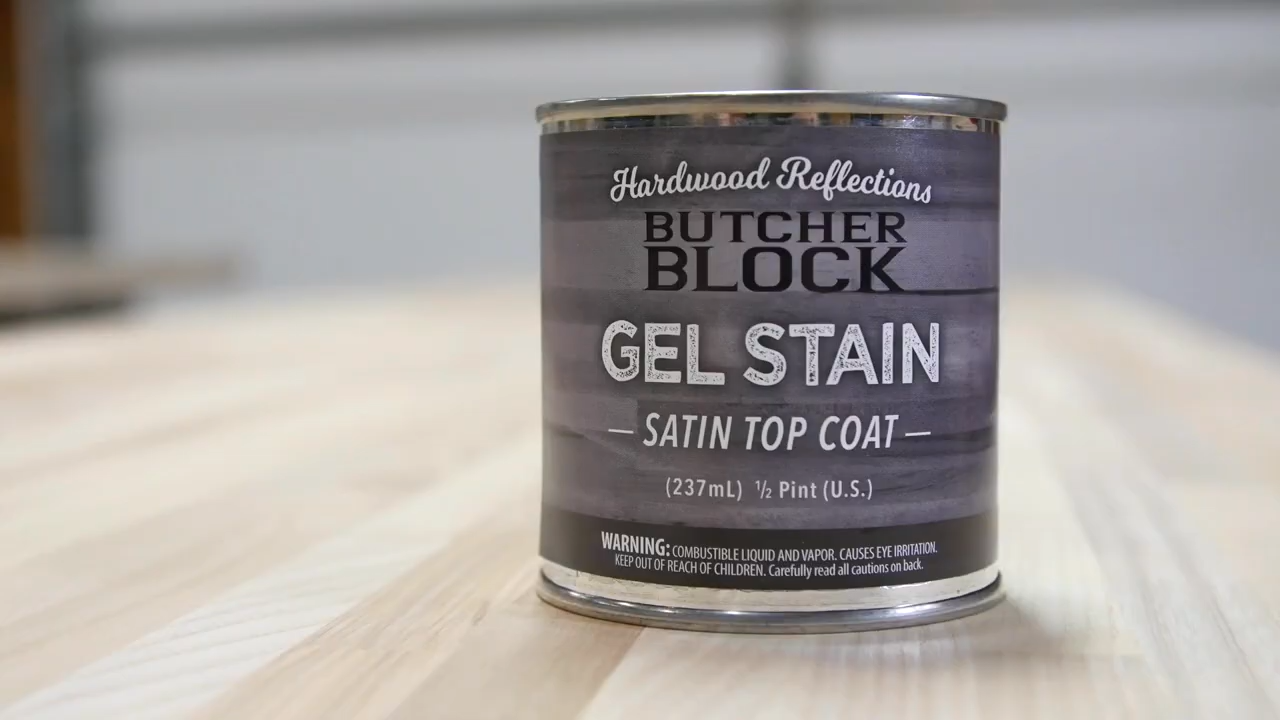 Hardwood Reflections
BUTCHER
BLOCK
GEL STAIN
— SATIN TOP COAT —
(237mL) ½ Pint (U.S.)
WARNING: COMBUSTIBLE LIQUID AND VAPOR. CAUSES EYE IRRITATION.
KEEP OUT OF REACH OF CHILDREN. Carefully read all cautions on back.